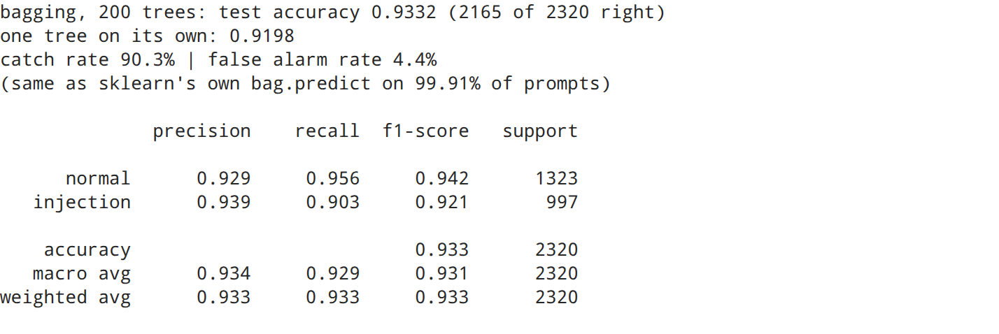 bagging, 200 trees: test accuracy 0.9332 (2165 of 2320 right)
one tree on its own: 0.9198
catch rate 90.3% | false alarm rate 4.4%
(same as sklearn's own bag.predict on 99.91% of prompts)
precision recall f1-score support
normal 0.929 0.956 0.942 1323
injection 0.939 0.903 0.921 997
accuracy 0.933 2320
macro avg 0.934 0.929 0.931 2320
weighted avg 0.933 0.933 0.933 2320